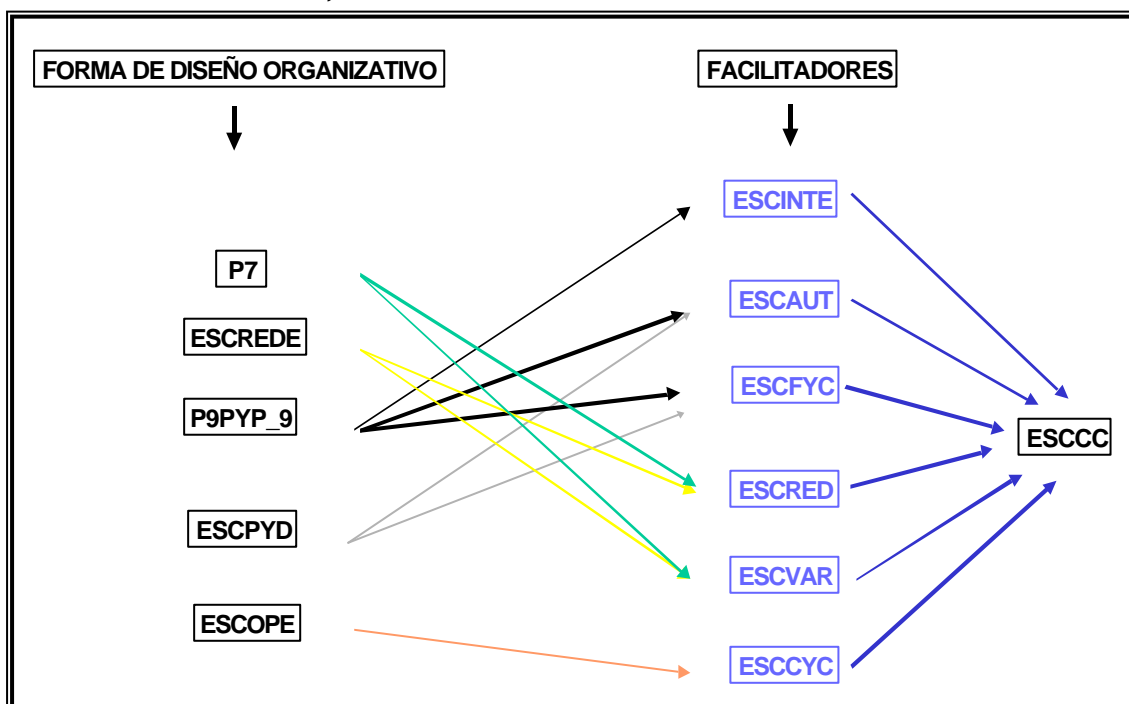 FORMA DE DISEÑO ORGANIZATIVO
FACILITADORES
P7
ESCREDE
P9PYP_9
ESCPYD
ESCOPE
ESCINTE
ESCAUT
ESCFYC
ESCRED
ESCVAR
ESCCYC
ESCCC